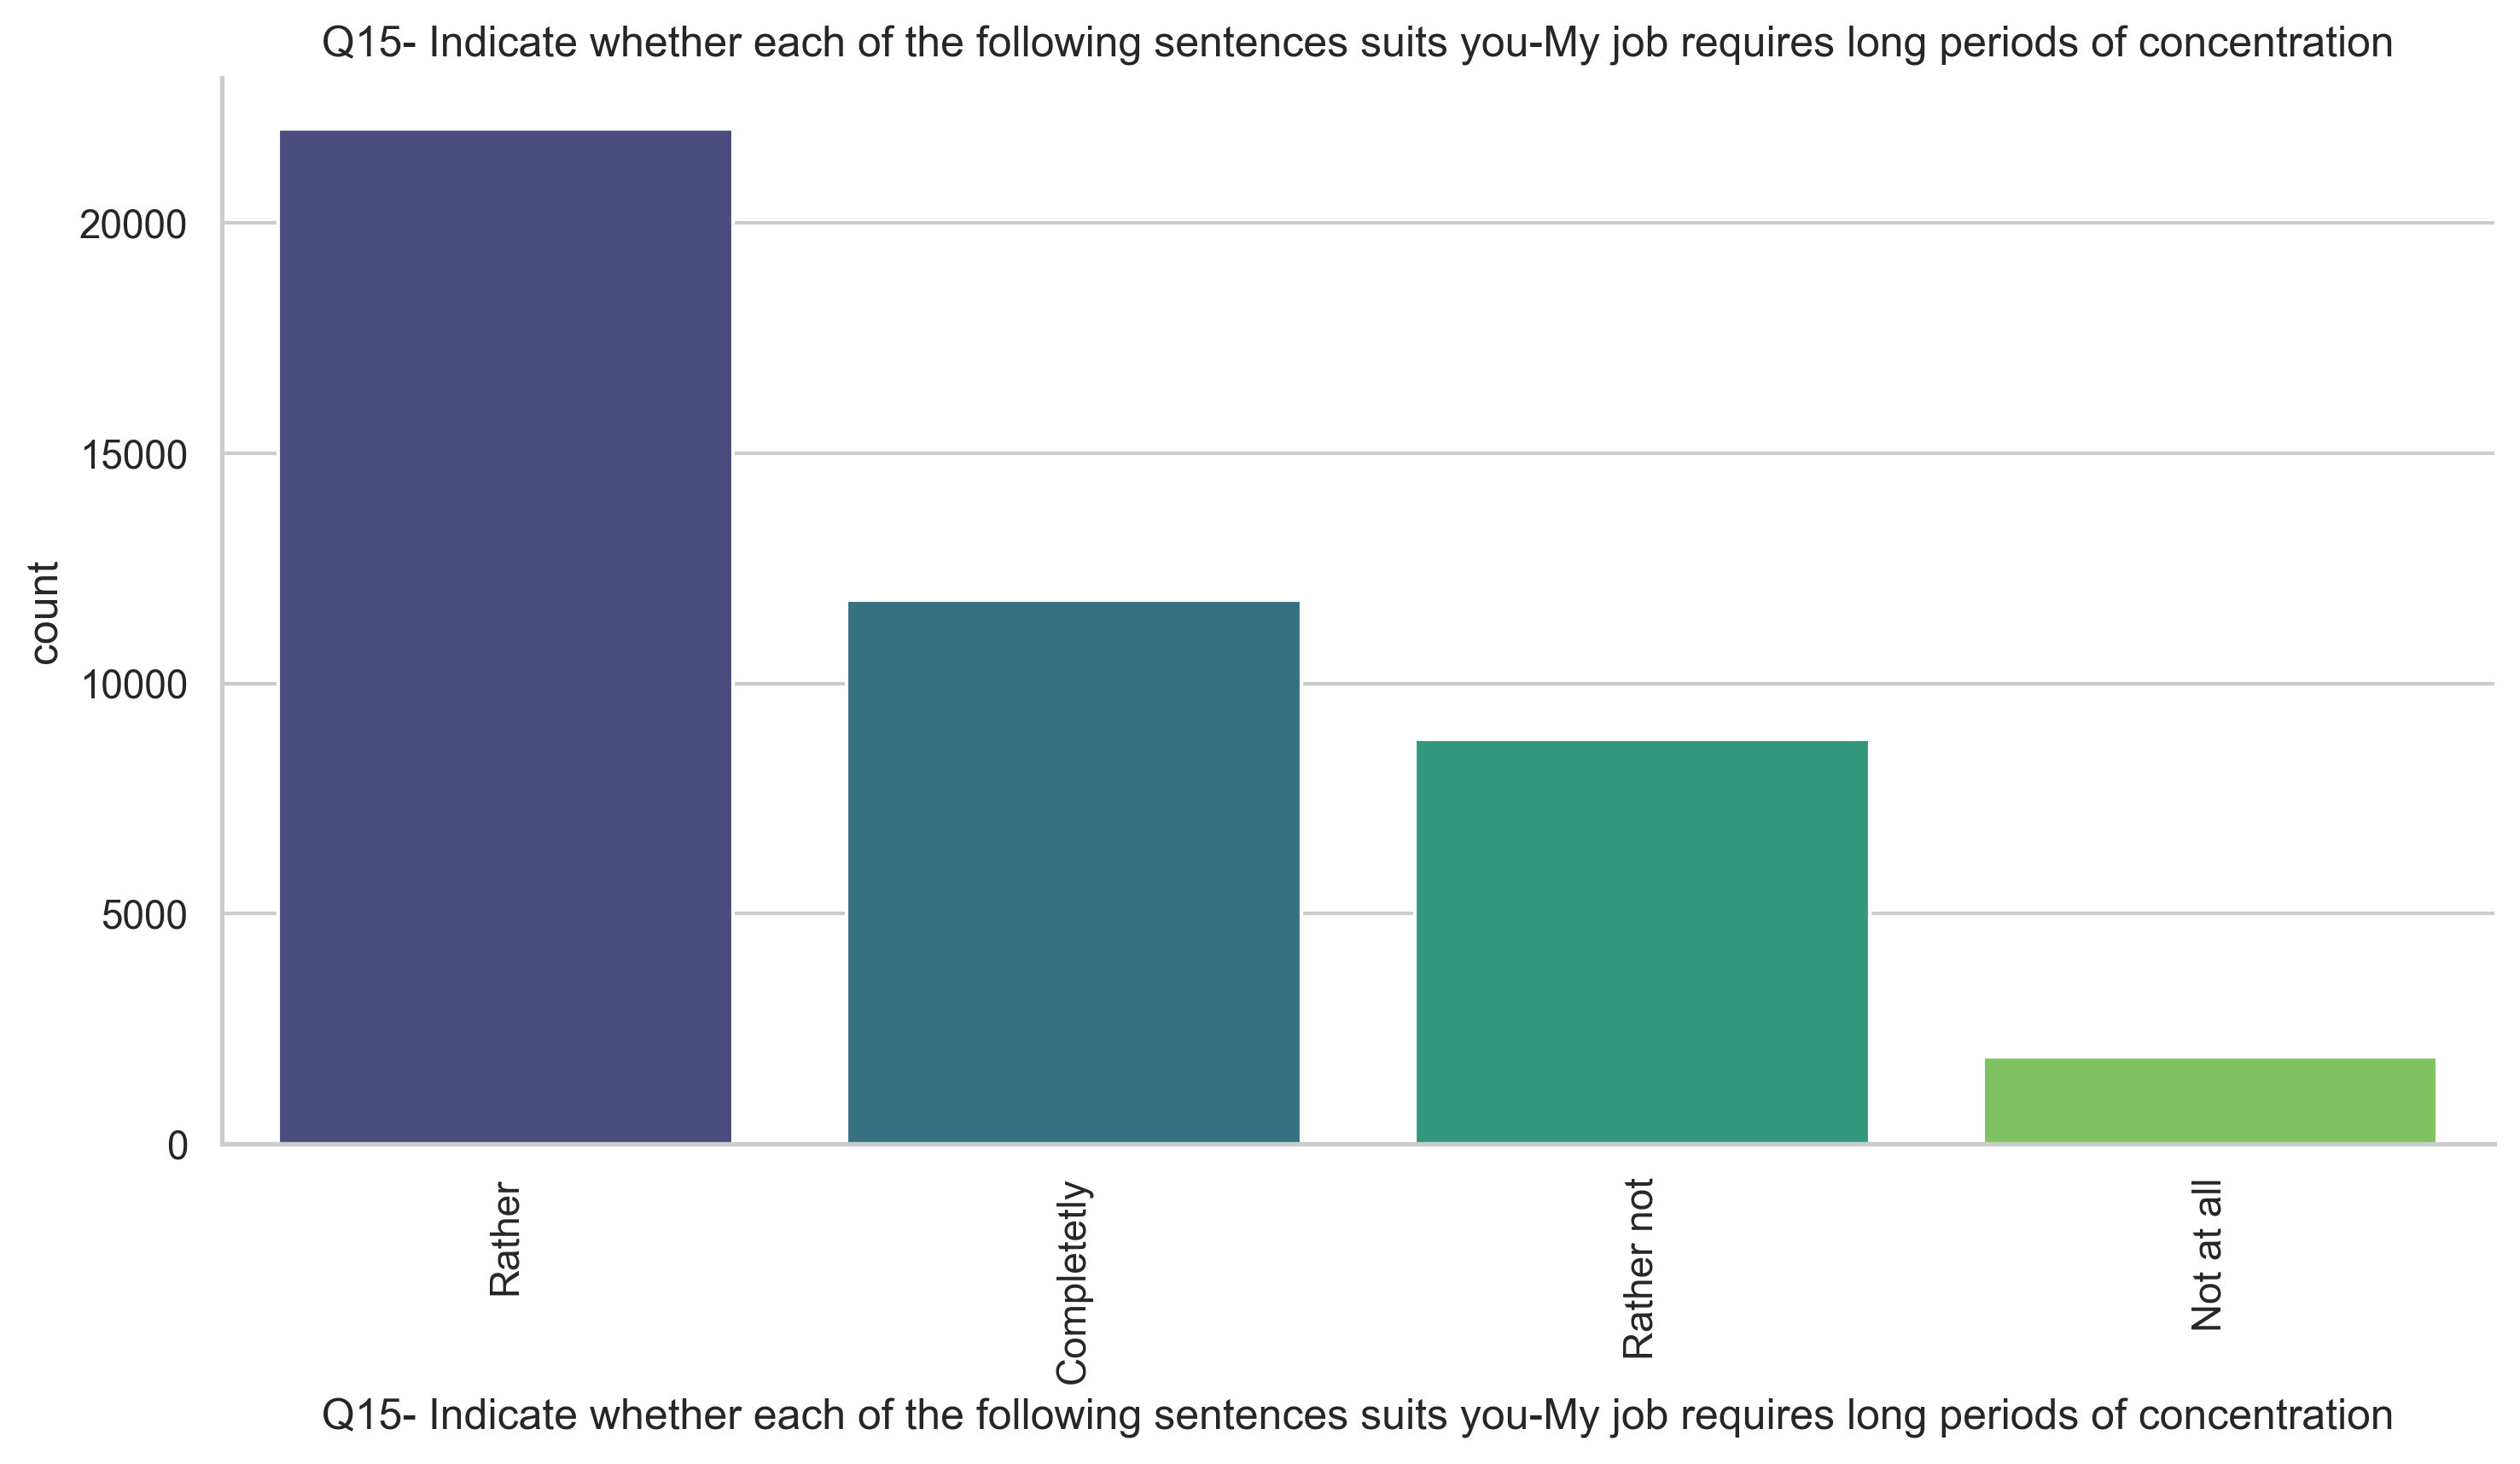 Q15- Indicate whether each of the following sentences suits you-My job requires long periods of concentration
20000
15000
10000
5000
0
count
Rather
Completetly
Rather not
Not at all
Q15- Indicate whether each of the following sentences suits you-My job requires long periods of concentration